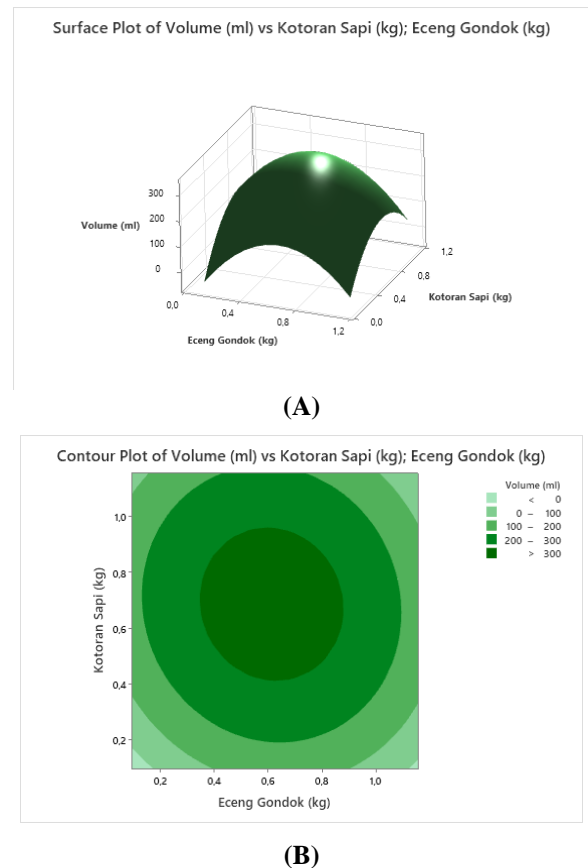 Surface Plot of Volume (ml) vs Kotoran Sapi (kg); Eceng Gondok (kg)
300
200
Volume (ml)
100
0
0,0
0,4
0,8
1,2
Eceng Gondok (kg)
0,0
0,4
0,8
1,2
Kotoran Sapi (kg)
(A)
Contour Plot of Volume (ml) vs Kotoran Sapi (kg); Eceng Gondok (kg)
Volume (ml)
< 0
0 – 100
100 – 200
200 – 300
> 300
1,0
0,8
0,6
0,4
0,2
Kotoran Sapi (kg)
0,2 0,4 0,6 0,8 1,0
Eceng Gondok (kg)
(B)